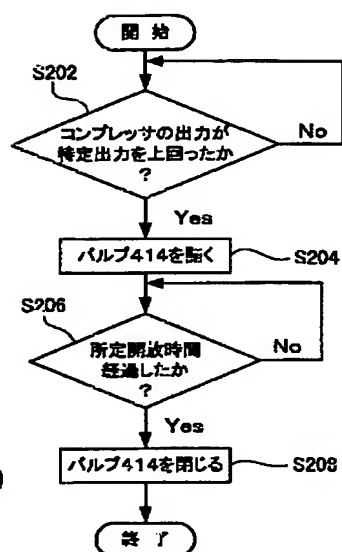 開始
S202
コンプレッサの出力が
特定出力を上回ったか
?
No
Yes
バルブ414を開く
S204
S206
所定開放時間
経過したか
?
No
Yes
バルブ414を閉じる
S208
終了